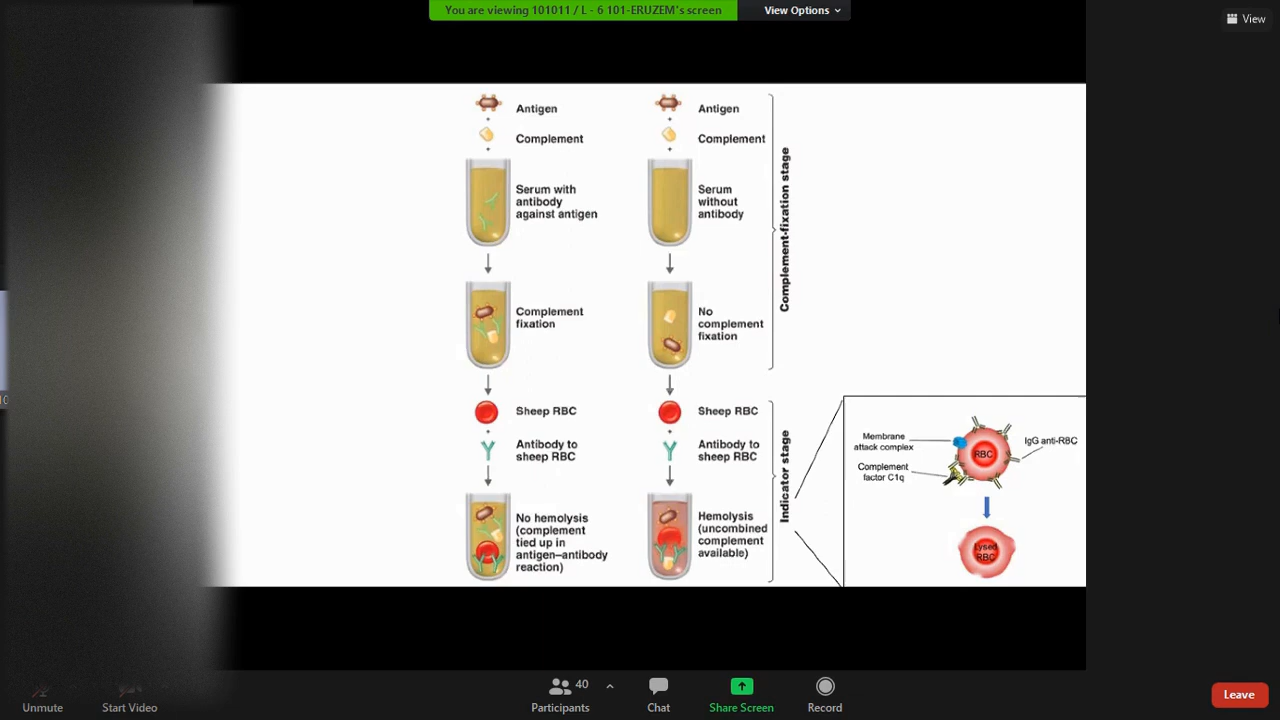 You are viewing 101011 / L - 6 101-ERUZEM's screen
View Options
View
Antigen
+
Complement
+
Serum with
antibody
against antigen
Complement
fixation
Sheep RBC
+
Antibody to
sheep RBC
No hemolysis
(complement
tied up in
antigen–antibody
reaction)
Antigen
+
Complement
+
Serum
without
antibody
No
complement
fixation
Sheep RBC
+
Antibody to
sheep RBC
Hemolysis
(uncombined
complement
available)
Complement-fixation stage
Indicator stage
Membrane
attack complex
Complement
factor C1q
RBC
IgG anti-RBC
Lysed
RBC
10
Unmute
Start Video
40
Participants
Chat
Share Screen
Record
Leave